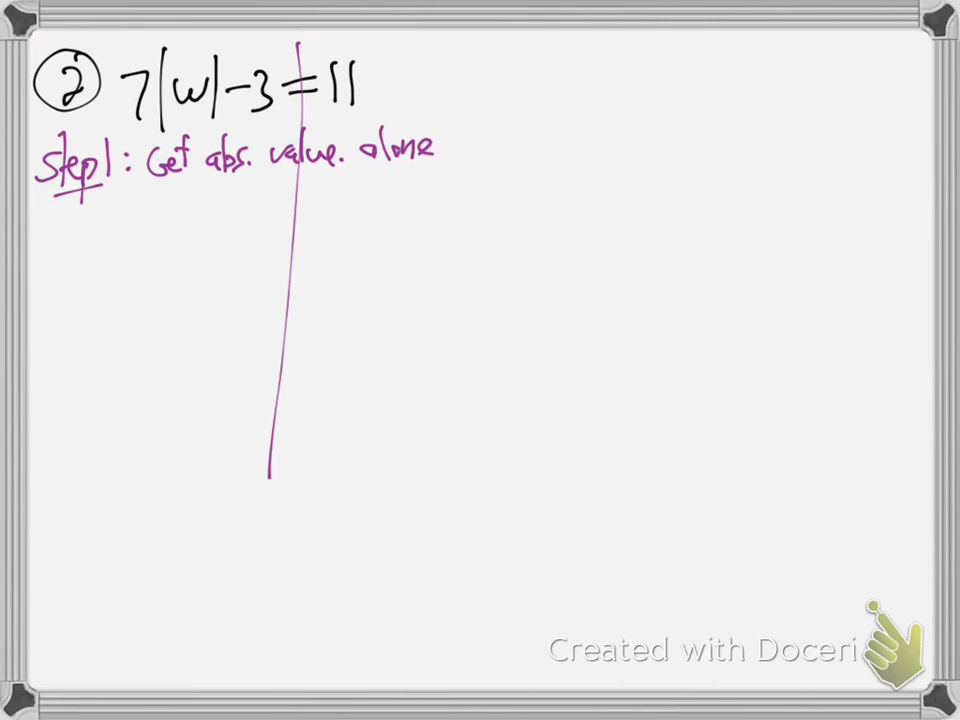 ② 7|w|-3=11
Step1: Get abs. value. alone
Created with Doceri